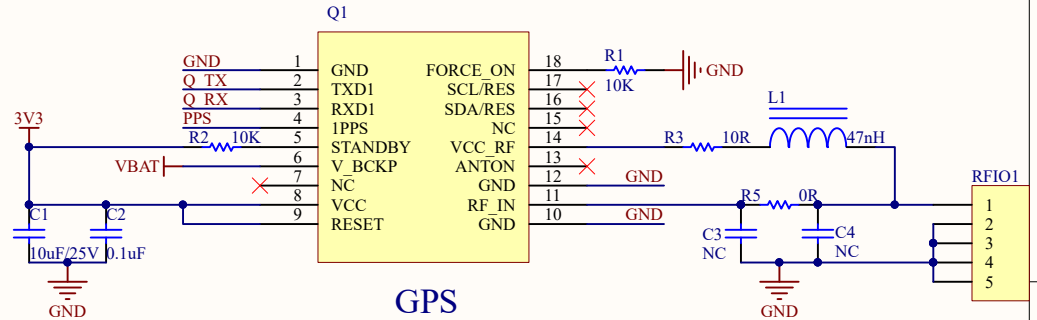 Q1
GND 1 GND FORCE_ON 18 R1 10K GND
Q_TX 2 TXD1 SCL/RES 17
Q_RX 3 RXD1 SDA/RES 16
PPS 4 1PPS NC 15
3V3 R2 10K 5 STANDBY VCC_RF 14 R3 10R L1 47nH
VBAT 6 V_BCKP ANTON 13
7 NC GND 12 GND
8 VCC RF_IN 11 R5 0R
9 RESET GND 10 GND
C1 10uF/25V
C2 0.1uF
GND
C3 NC
C4 NC
GND
RFIO1
1
2
3
4
5
GPS